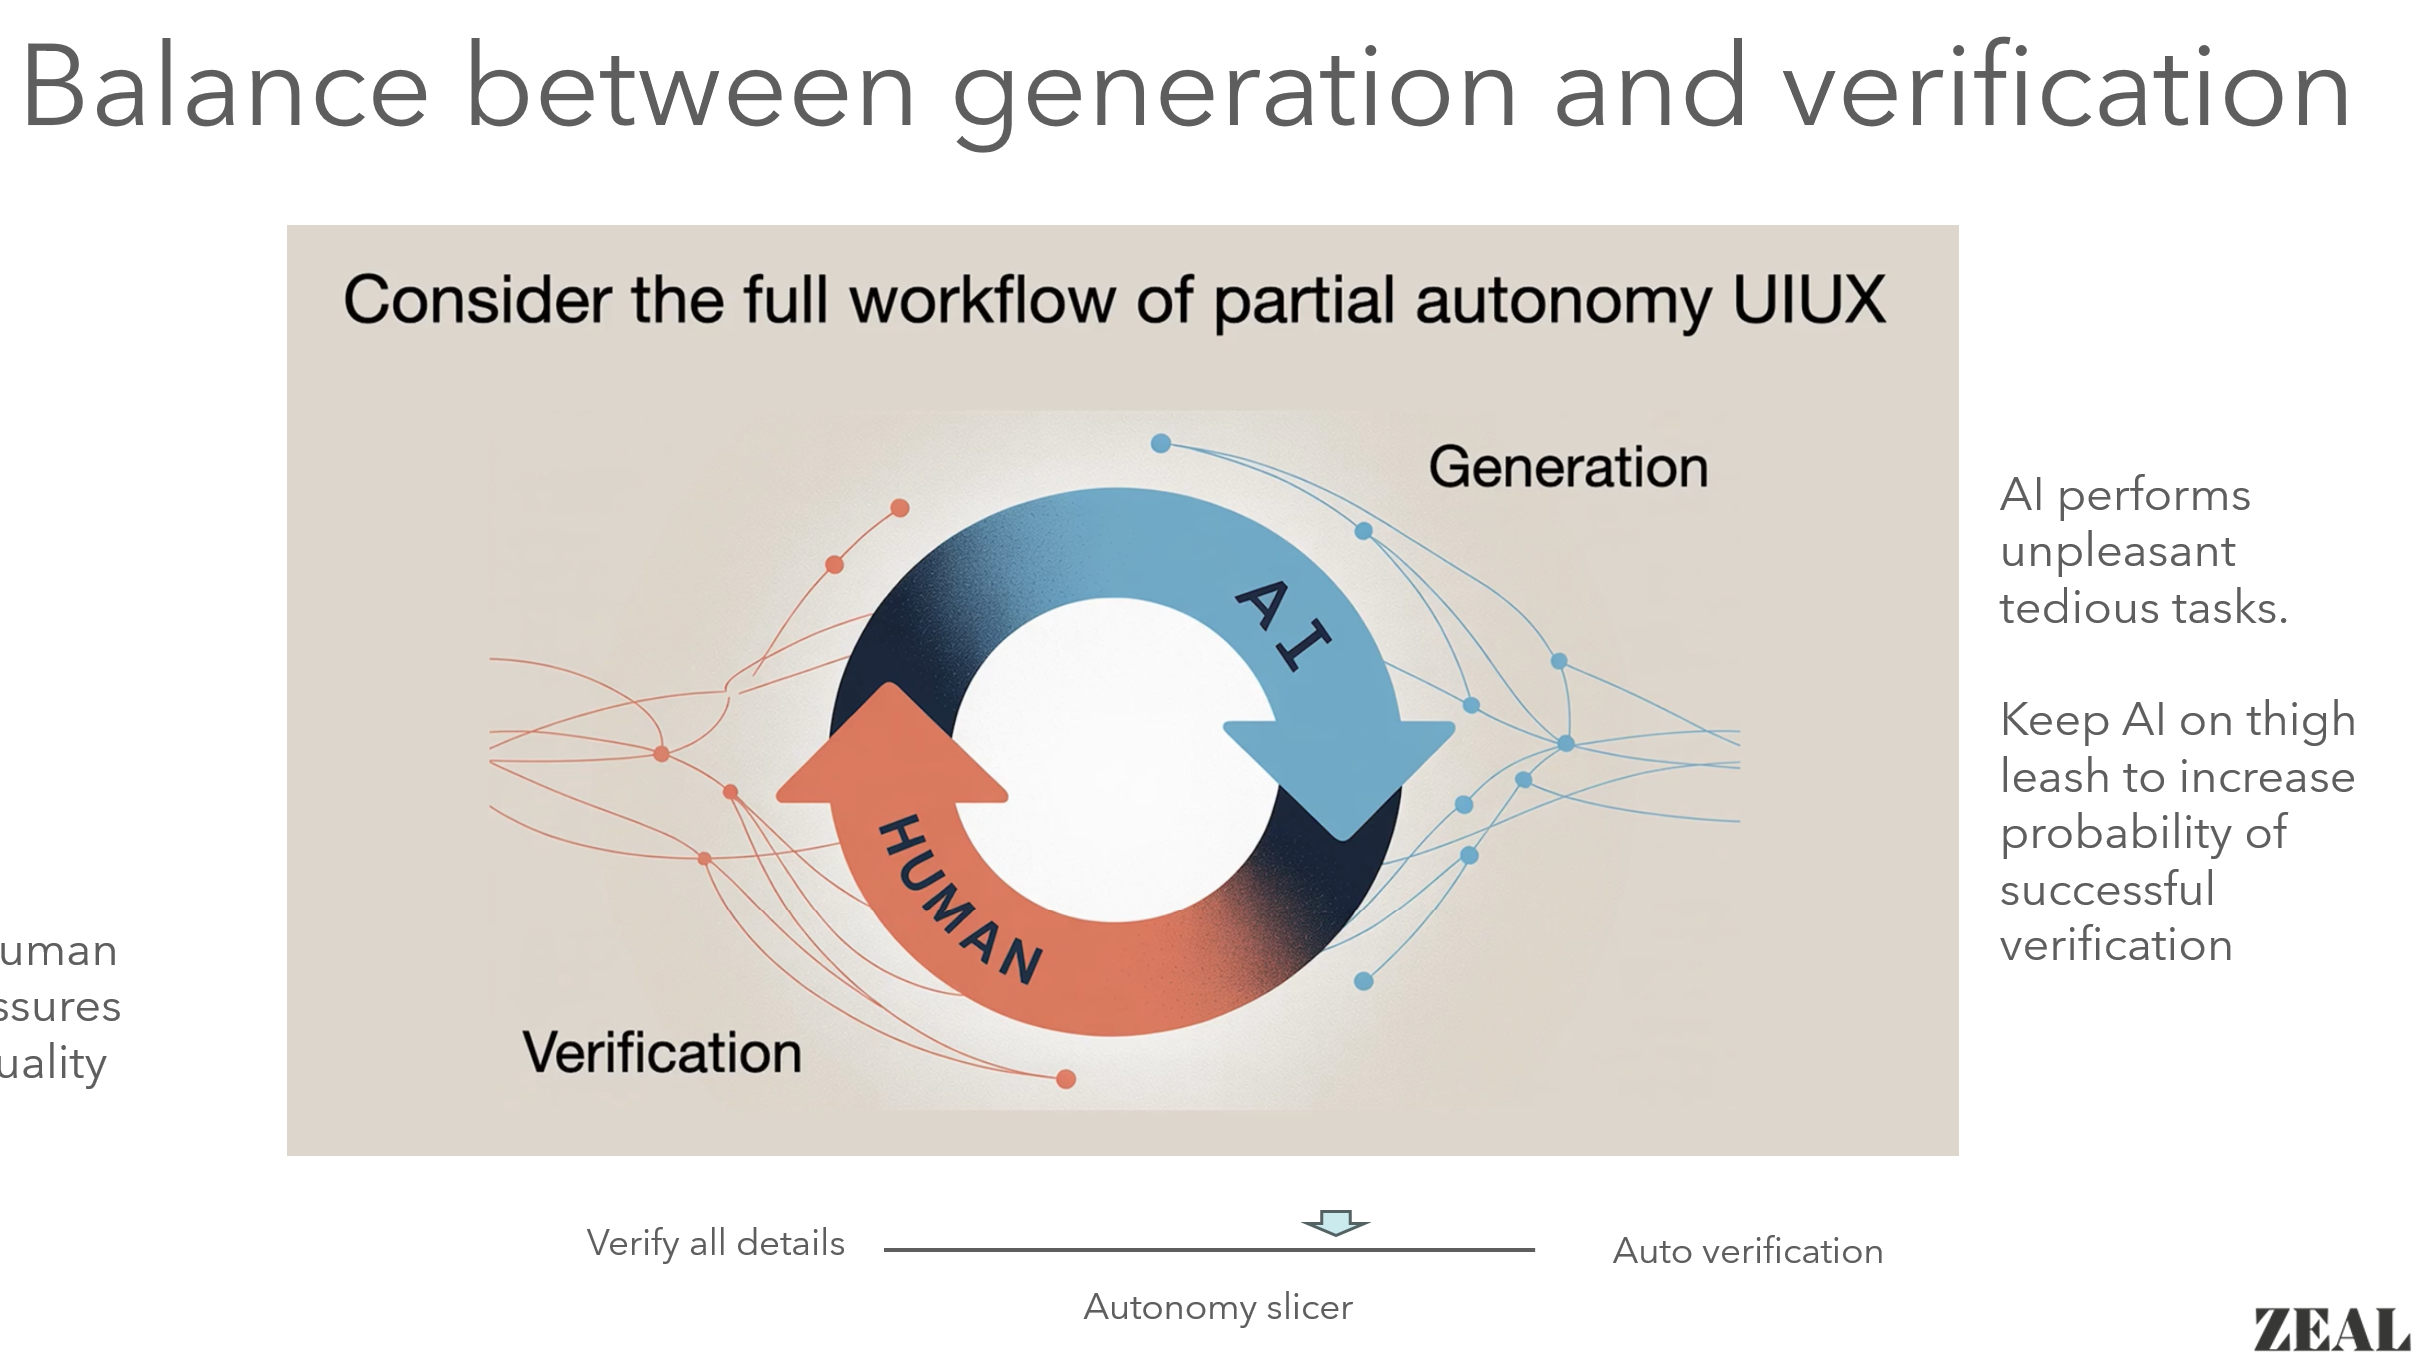 Balance between generation and verification
Consider the full workflow of partial autonomy UIUX
Generation
AI
HUMAN
Verification
AI performs
unpleasant
tedious tasks.
Keep AI on thigh
leash to increase
probability of
successful
verification
uman
ssures
uality
Verify all details
Auto verification
Autonomy slicer
ZEAL